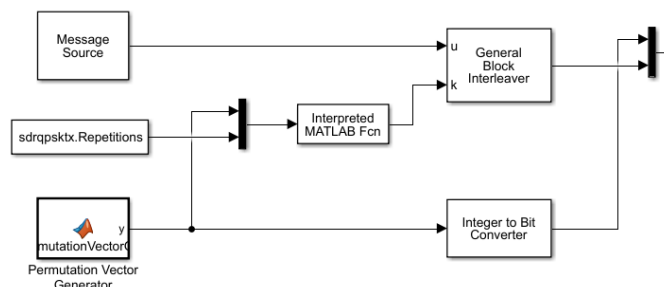 Message
Source
u
General
Block
Interleaver
k
sdrqpsktx.Repetitions
Interpreted
MATLAB Fcn
y
mutationVectorG
Permutation Vector
Generator
Integer to Bit
Converter